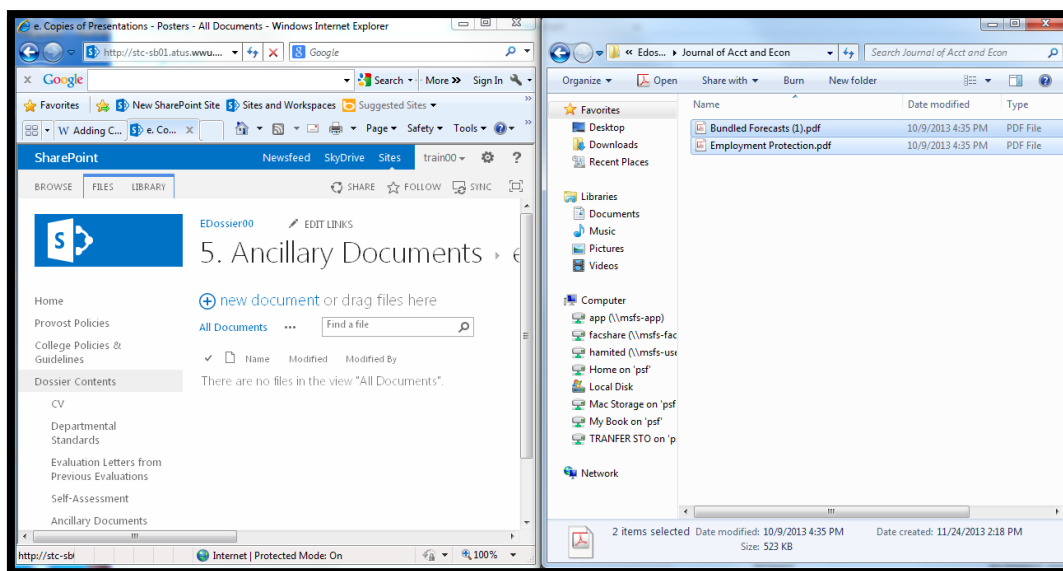 e. Copies of Presentations - Posters - All Documents - Windows Internet Explorer
http://stc-sb01.atus.wwu....
Google
x Google
Search
More »
Sign In
Favorites
New SharePoint Site
Sites and Workspaces
Suggested Sites
W Adding C...
e. Co...
Page
Safety
Tools
SharePoint
Newsfeed
SkyDrive
Sites
train00
?
BROWSE
FILES
LIBRARY
SHARE
FOLLOW
SYNC
EDossier00
EDIT LINKS
S
5. Ancillary Documents
new document or drag files here
All Documents
...
Find a file
Name
Modified
Modified By
There are no files in the view "All Documents".
Home
Provost Policies
College Policies &
Guidelines
Dossier Contents
CV
Departmental
Standards
Evaluation Letters from
Previous Evaluations
Self-Assessment
Ancillary Documents
http://stc-sb
Internet | Protected Mode: On
100%
« Edos...
Journal of Acct and Econ
Search Journal of Acct and Econ
Organize
Open
Share with
Burn
New folder
Favorites
Desktop
Downloads
Recent Places
Libraries
Documents
Music
Pictures
Videos
Computer
app (\\msfs-app)
facshare (\\msfs-fac
hamited (\\msfs-use
Home on 'psf'
Local Disk
Mac Storage on 'psf
My Book on 'psf'
TRANFER STO on 'p
Network
Name
Date modified
Type
Bundled Forecasts (1).pdf
10/9/2013 4:35 PM
PDF File
Employment Protection.pdf
10/9/2013 4:35 PM
PDF File
2 items selected
Date modified: 10/9/2013 4:35 PM
Date created: 11/24/2013 2:18 PM
Size: 523 KB